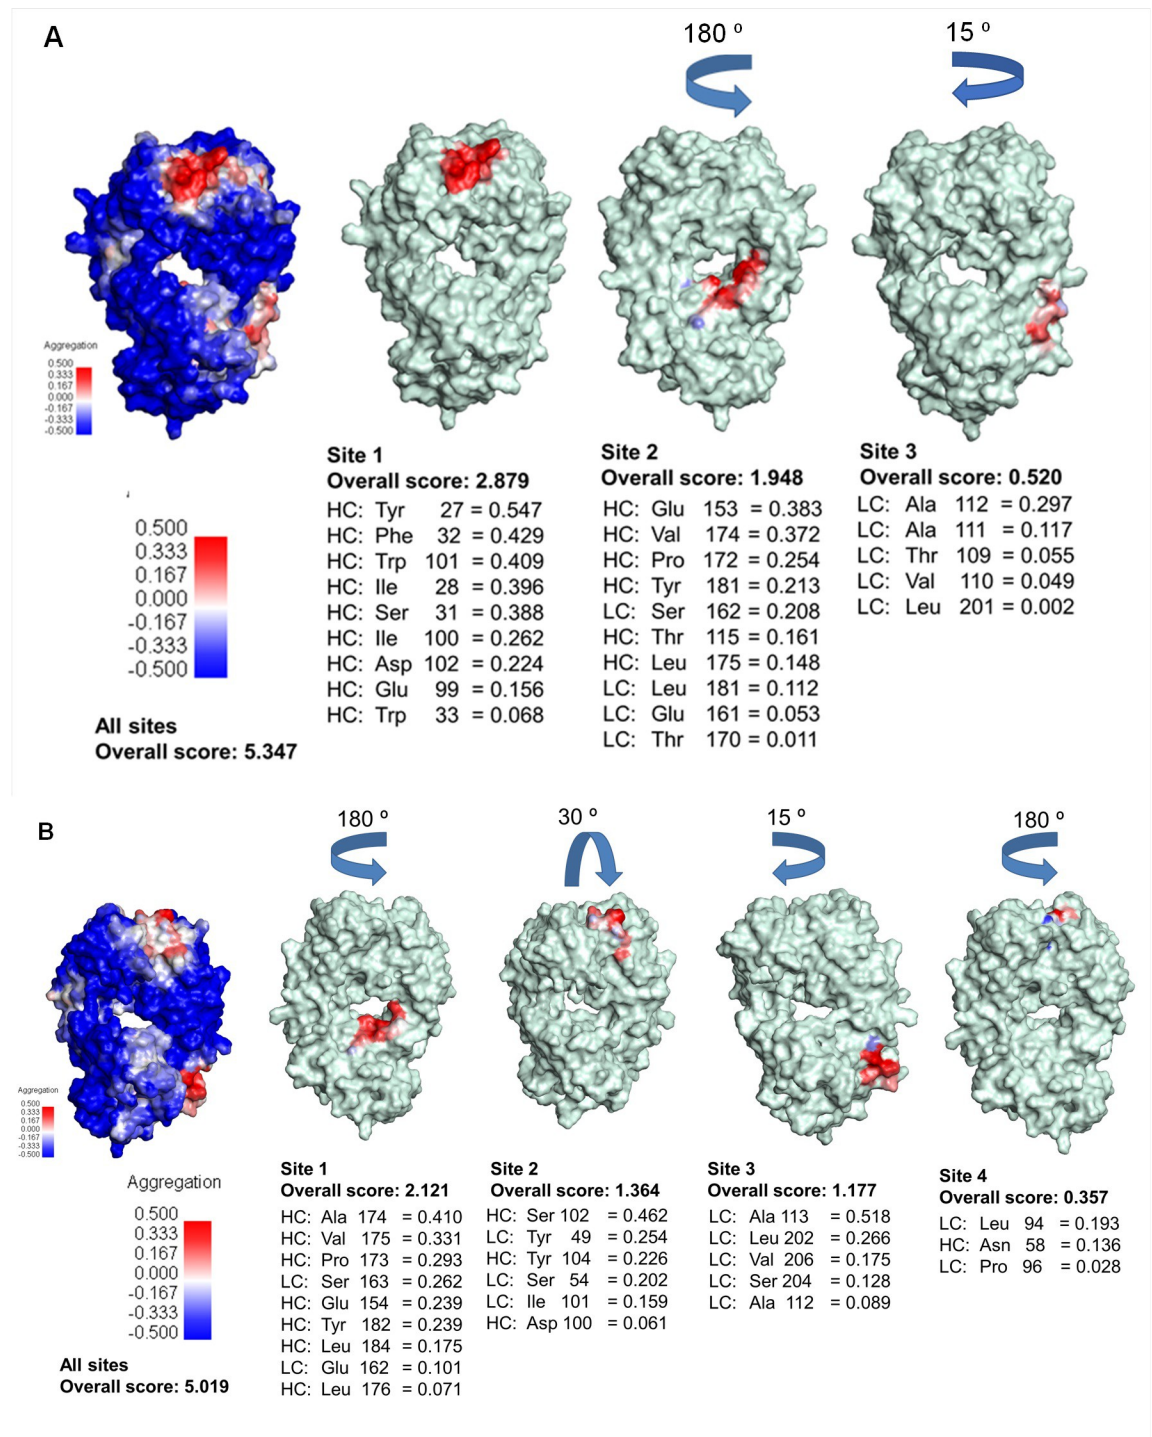 A
180 º
15 º
Aggregation
0.500
0.333
0.167
0.000
-0.167
-0.333
-0.500
0.500
0.333
0.167
0.000
-0.167
-0.333
-0.500
All sites
Overall score: 5.347
Site 1
Overall score: 2.879
HC: Tyr 27 = 0.547
HC: Phe 32 = 0.429
HC: Trp 101 = 0.409
HC: Ile 28 = 0.396
HC: Ser 31 = 0.388
HC: Ile 100 = 0.262
HC: Asp 102 = 0.224
HC: Glu 99 = 0.156
HC: Trp 33 = 0.068
Site 2
Overall score: 1.948
HC: Glu 153 = 0.383
HC: Val 174 = 0.372
HC: Pro 172 = 0.254
HC: Tyr 181 = 0.213
LC: Ser 162 = 0.208
HC: Thr 115 = 0.161
HC: Leu 175 = 0.148
LC: Leu 181 = 0.112
LC: Glu 161 = 0.053
LC: Thr 170 = 0.011
Site 3
Overall score: 0.520
LC: Ala 112 = 0.297
LC: Ala 111 = 0.117
LC: Thr 109 = 0.055
LC: Val 110 = 0.049
LC: Leu 201 = 0.002
B
180 º
30 º
15 º
180 º
Aggregation
0.500
0.333
0.167
0.000
-0.167
-0.333
-0.500
Aggregation
0.500
0.333
0.167
0.000
-0.167
-0.333
-0.500
All sites
Overall score: 5.019
Site 1
Overall score: 2.121
HC: Ala 174 = 0.410
HC: Val 175 = 0.331
HC: Pro 173 = 0.293
LC: Ser 163 = 0.262
HC: Glu 154 = 0.239
HC: Tyr 182 = 0.239
HC: Leu 184 = 0.175
LC: Glu 162 = 0.101
HC: Leu 176 = 0.071
Site 2
Overall score: 1.364
HC: Ser 102 = 0.462
LC: Tyr 49 = 0.254
HC: Tyr 104 = 0.226
LC: Ser 54 = 0.202
LC: Ile 101 = 0.159
HC: Asp 100 = 0.061
Site 3
Overall score: 1.177
LC: Ala 113 = 0.518
LC: Leu 202 = 0.266
LC: Val 206 = 0.175
LC: Ser 204 = 0.128
LC: Ala 112 = 0.089
Site 4
Overall score: 0.357
LC: Leu 94 = 0.193
HC: Asn 58 = 0.136
LC: Pro 96 = 0.028